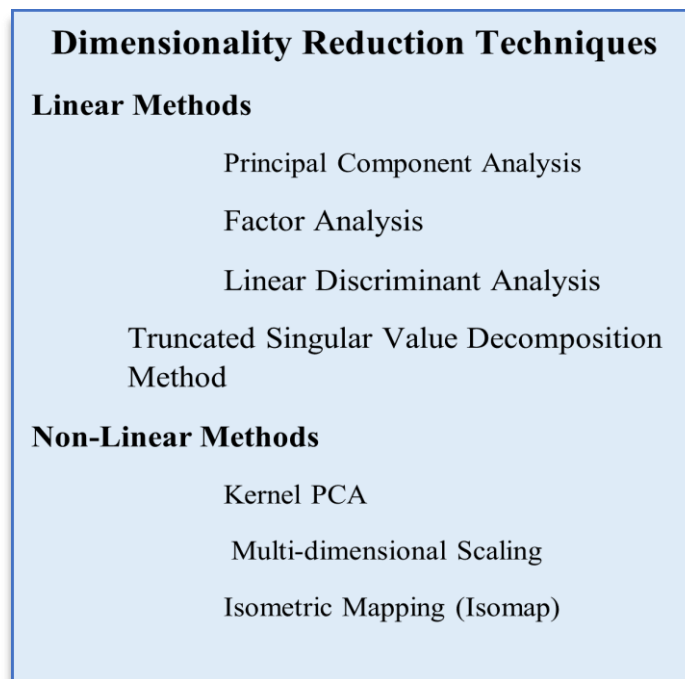 Dimensionality Reduction Techniques
Linear Methods
Principal Component Analysis
Factor Analysis
Linear Discriminant Analysis
Truncated Singular Value Decomposition
Method
Non-Linear Methods
Kernel PCA
Multi-dimensional Scaling
Isometric Mapping (Isomap)